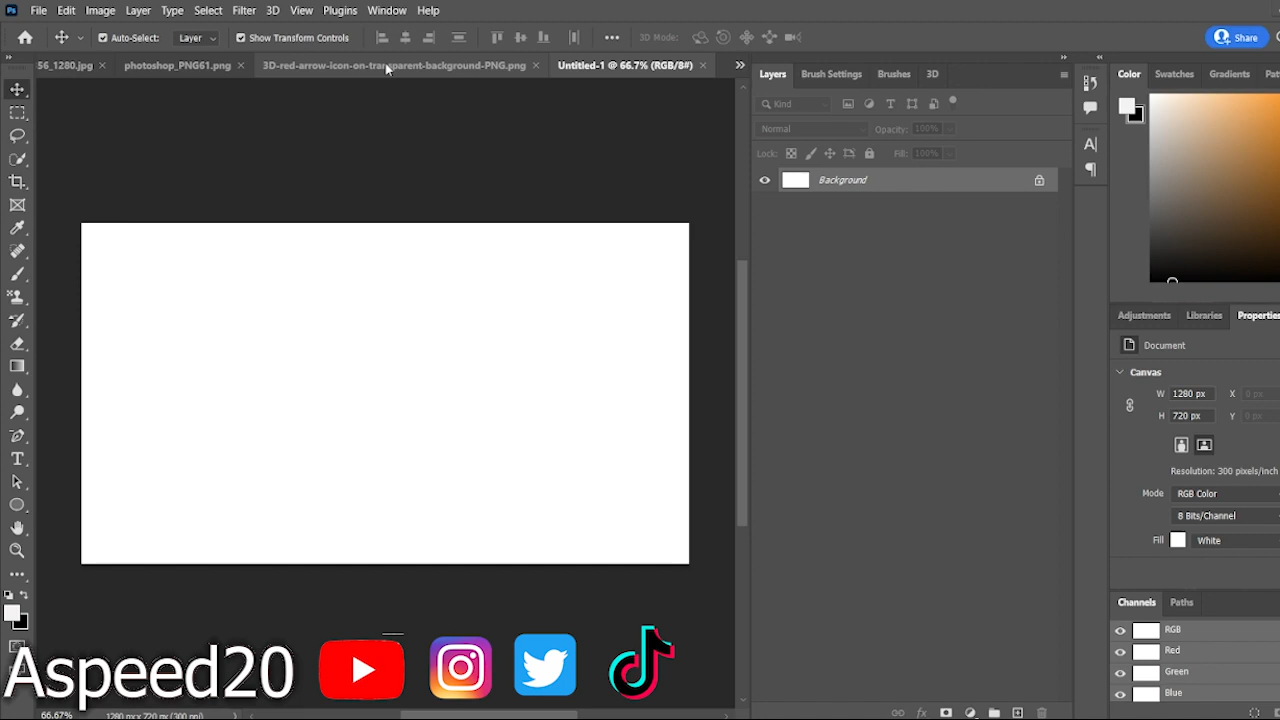 Ps File Edit Image Layer Type Select Filter 3D View Plugins Window Help
Auto-Select: Layer Show Transform Controls ••• 3D Mode: Share
56_1280.jpg × photoshop_PNG61.png × 3D-red-arrow-icon-on-transparent-background-PNG.png × Untitled-1 @ 66.7% (RGB/8#) ×
Layers Brush Settings Brushes 3D
Kind
Normal Opacity: 100%
Lock: Fill: 100%
Background
Color Swatches Gradients
Adjustments Libraries Properties
Document
Canvas
W 1280 px X 0 px
H 720 px Y 0 px
Resolution: 300 pixels/inch
Mode RGB Color
8 Bits/Channel
Fill White
Channels Paths
RGB
Red
Green
Blue
Aspeed20
66.67% 1280 px x 720 px (300 ppi)